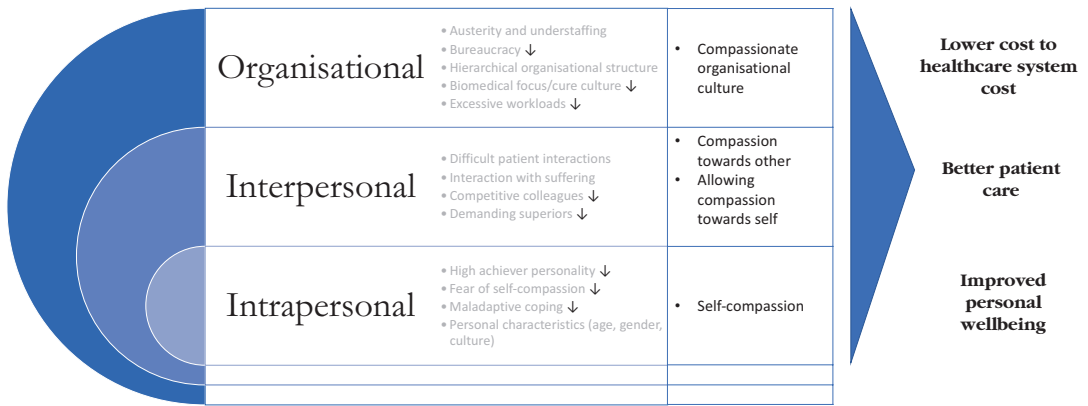 Organisational
• Austerity and understaffing
• Bureaucracy ↓
• Hierarchical organisational structure
• Biomedical focus/cure culture ↓
• Excessive workloads ↓
• Compassionate
organisational
culture
Interpersonal
• Difficult patient interactions
• Interaction with suffering
• Competitive colleagues ↓
• Demanding superiors ↓
• Compassion
towards other
• Allowing
compassion
towards self
Intrapersonal
• High achiever personality ↓
• Fear of self-compassion ↓
• Maladaptive coping ↓
• Personal characteristics (age, gender,
culture)
• Self-compassion
Lower cost to
healthcare system
cost
Better patient
care
Improved
personal
wellbeing